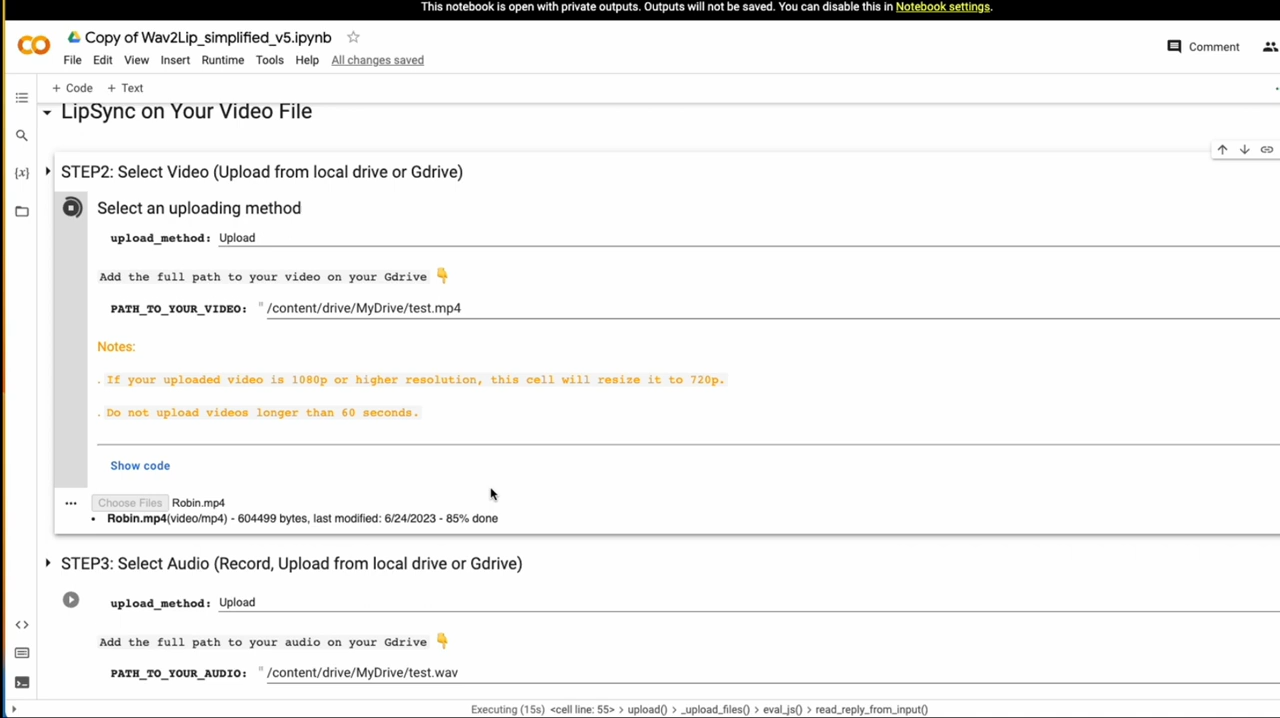 This notebook is open with private outputs. Outputs will not be saved. You can disable this in Notebook settings.
CO
Copy of Wav2Lip_simplified_v5.ipynb
Comment
File Edit View Insert Runtime Tools Help All changes saved
+ Code + Text
LipSync on Your Video File
STEP2: Select Video (Upload from local drive or Gdrive)
{x}
Select an uploading method
upload_method: Upload
Add the full path to your video on your Gdrive 👇
PATH_TO_YOUR_VIDEO: " /content/drive/MyDrive/test.mp4
Notes:
. If your uploaded video is 1080p or higher resolution, this cell will resize it to 720p.
. Do not upload videos longer than 60 seconds.
Show code
... Choose Files Robin.mp4
• Robin.mp4(video/mp4) - 604499 bytes, last modified: 6/24/2023 - 85% done
STEP3: Select Audio (Record, Upload from local drive or Gdrive)
upload_method: Upload
Add the full path to your audio on your Gdrive 👇
PATH_TO_YOUR_AUDIO: " /content/drive/MyDrive/test.wav
Executing (15s) <cell line: 55> > upload() > _upload_files() > eval_js() > read_reply_from_input()